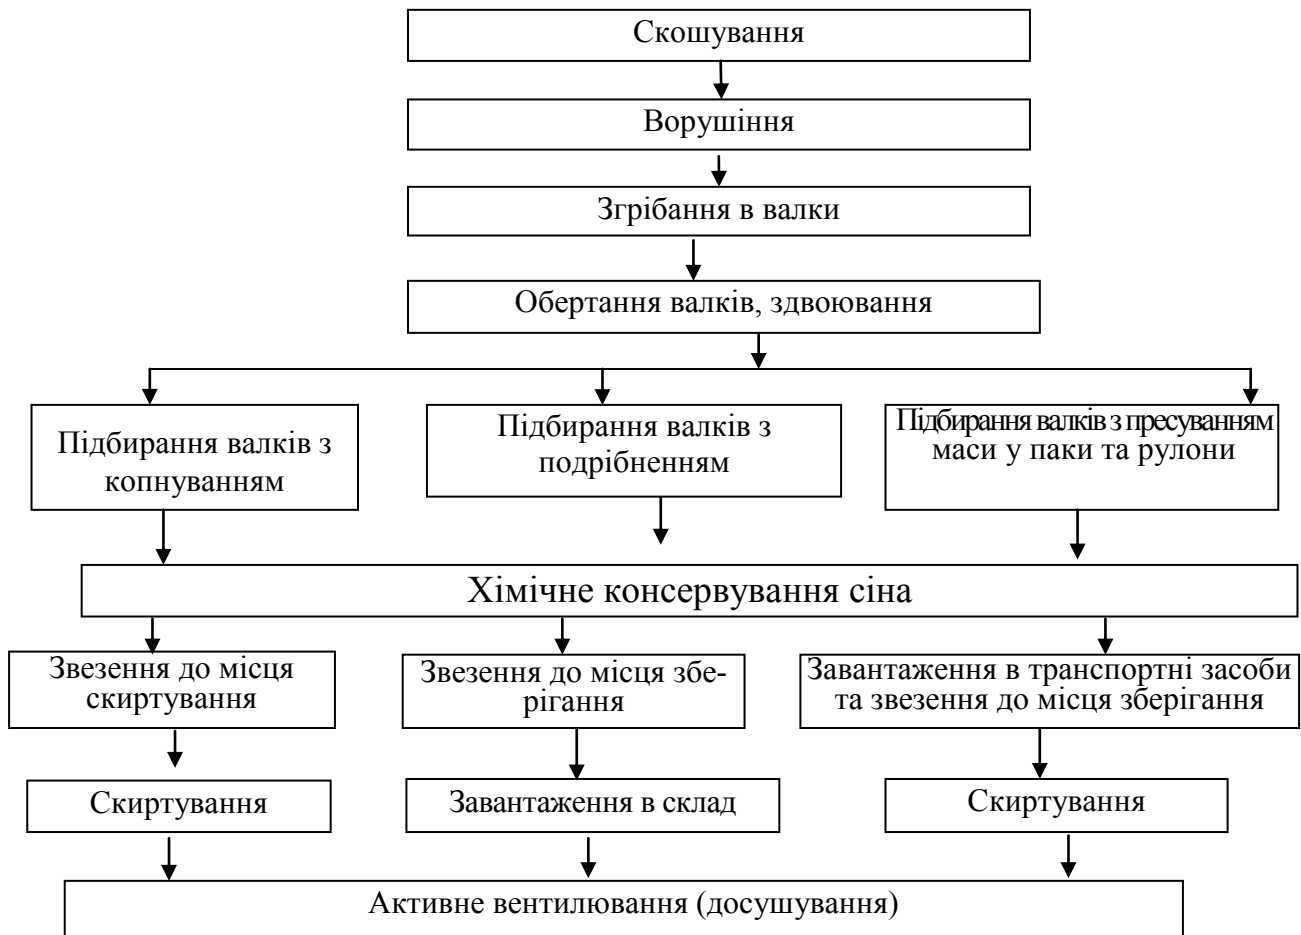 Скошування
Ворушіння
Згрібання в валки
Обертання валків, здвоювання
Підбирання валків з
копнуванням
Підбирання валків з
подрібненням
Підбирання валків з пресуванням
маси у паки та рулони
Хімічне консервування сіна
Звезення до місця
скиртування
Звезення до місця збе-
рігання
Завантаження в транспортні засоби
та звезення до місця зберігання
Скиртування
Завантаження в склад
Скиртування
Активне вентилювання (досушування)